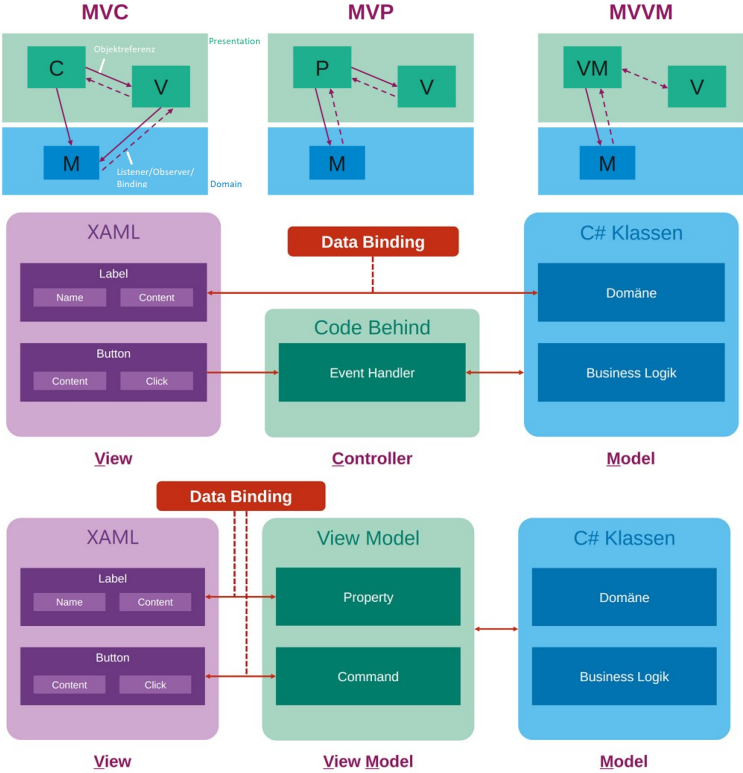 MVC
MVP
MVVM
Objektreferenz
Presentation
C
V
P
V
VM
V
M
M
M
Listener/Observer/
Binding
Domain
XAML
Data Binding
C# Klassen
Label
Name
Content
Domäne
Code Behind
Button
Content
Click
Event Handler
Business Logik
View
Controller
Model
Data Binding
XAML
View Model
C# Klassen
Label
Name
Content
Property
Domäne
Button
Content
Click
Command
Business Logik
View
View Model
Model